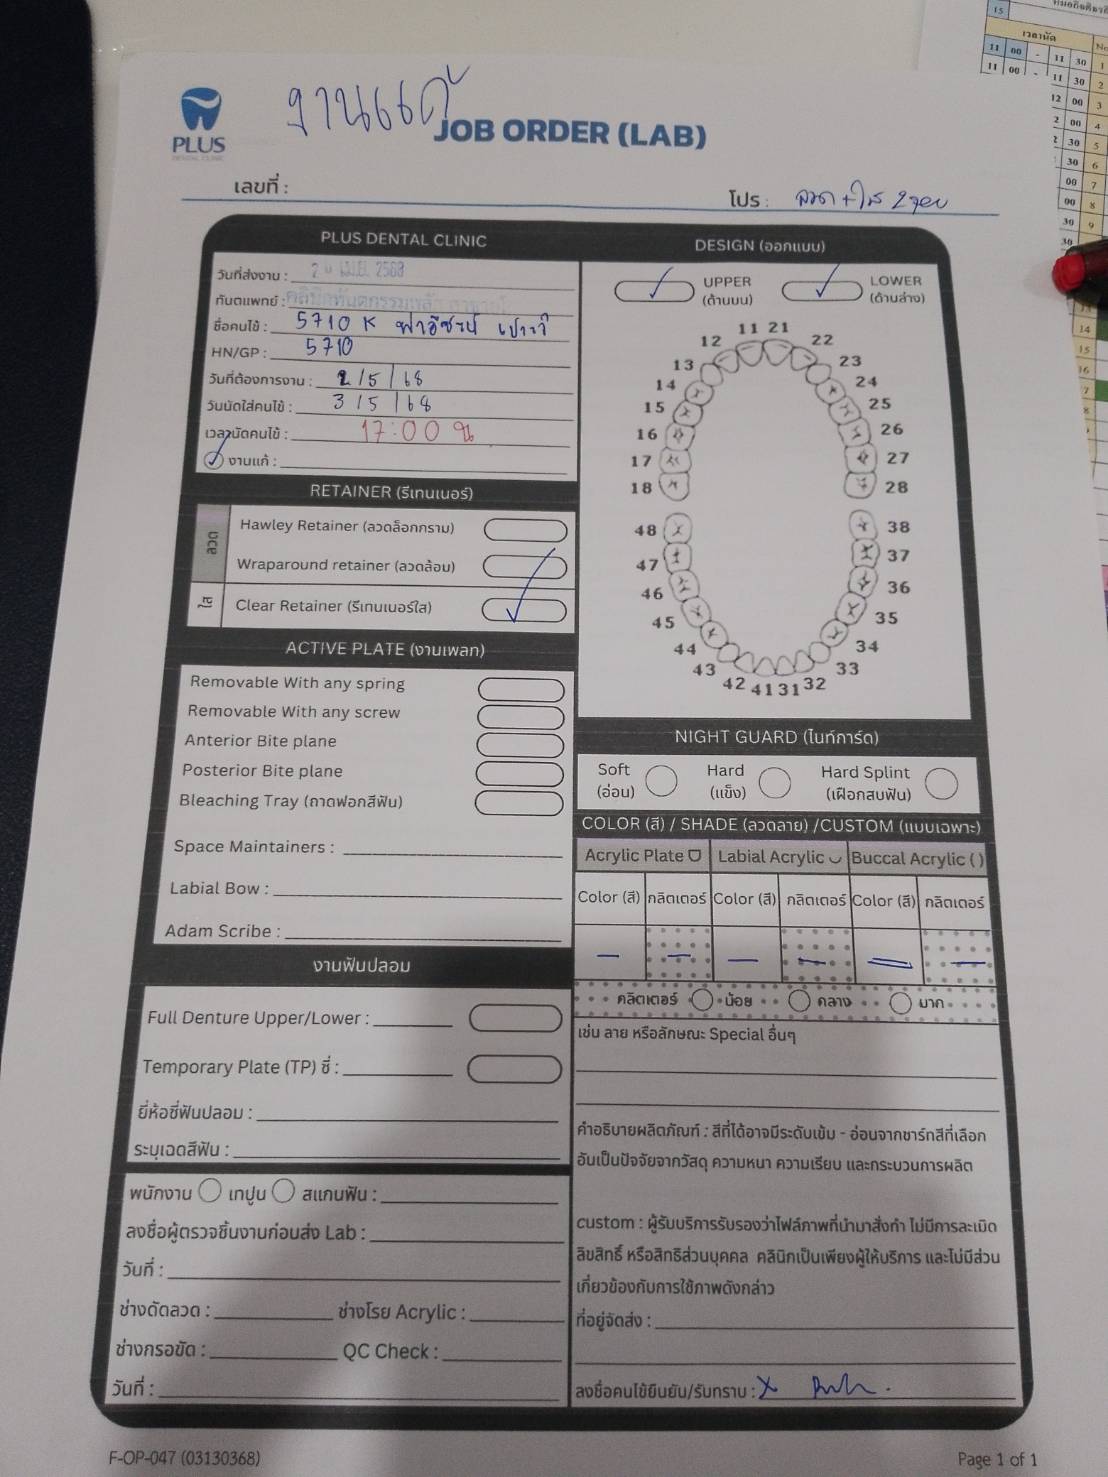 งานแก้
PLUS
DENTAL CLINIC
JOB ORDER (LAB)
เลขที่ :
โปร : ลวด + ใส 2 ชุด
PLUS DENTAL CLINIC
วันที่ส่งงาน : เม.ย. 2568
ทันตแพทย์ :
ชื่อคนไข้ : 5710 K
HN/GP : 5710
วันที่ต้องการงาน : 2/5/68
วันนัดใส่คนไข้ : 3/5/68
เวลานัดคนไข้ : 17:00 น
งานแก้ :
DESIGN (ออกแบบ)
UPPER
(ด้านบน)
LOWER
(ด้านล่าง)
11 21
12 22
13 23
14 24
15 25
16 26
17 27
18 28
48 38
47 37
46 36
45 35
44 34
43 33
42 41 31 32
RETAINER (รีเทนเนอร์)
ลวด
Hawley Retainer (ลวดล็อกกราม)
Wraparound retainer (ลวดล้อม)
ใส
Clear Retainer (รีเทนเนอร์ใส)
ACTIVE PLATE (งานเพลท)
Removable With any spring
Removable With any screw
Anterior Bite plane
Posterior Bite plane
Bleaching Tray (ถาดฟอกสีฟัน)
Space Maintainers :
Labial Bow :
Adam Scribe :
NIGHT GUARD (ไนท์การ์ด)
Soft
(อ่อน)
Hard
(แข็ง)
Hard Splint
(เฝือกสบฟัน)
COLOR (สี) / SHADE (ลวดลาย) /CUSTOM (แบบเฉพาะ)
Acrylic Plate Labial Acrylic Buccal Acrylic ( )
Color (สี) กลิตเตอร์ Color (สี) กลิตเตอร์ Color (สี) กลิตเตอร์
กลิตเตอร์ น้อย กลาง มาก
เช่น ลาย หรือลักษณะ Special อื่นๆ
งานฟันปลอม
Full Denture Upper/Lower :
Temporary Plate (TP) ซี่ :
ยี่ห้อซี่ฟันปลอม :
ระบุเฉดสีฟัน :
คำอธิบายผลิตภัณฑ์ : สีที่ได้อาจมีระดับเข้ม - อ่อนจากชาร์ทสีที่เลือก
อันเป็นปัจจัยจากวัสดุ ความหนา ความเรียบ และกระบวนการผลิต
พนักงาน เทปูน สแกนฟัน :
ลงชื่อผู้ตรวจชิ้นงานก่อนส่ง Lab :
วันที่ :
ช่างดัดลวด : ช่างโรย Acrylic :
ช่างกรอขัด : QC Check :
วันที่ :
custom : ผู้รับบริการรับรองว่าไฟล์ภาพที่นำมาสั่งทำ ไม่มีการละเมิด
ลิขสิทธิ์ หรือสิทธิส่วนบุคคล คลินิกเป็นเพียงผู้ให้บริการ และไม่มีส่วน
เกี่ยวข้องกับการใช้ภาพดังกล่าว
ที่อยู่จัดส่ง :
ลงชื่อคนไข้ยืนยัน/รับทราบ : X
F-OP-047 (03130368)
Page 1 of 1